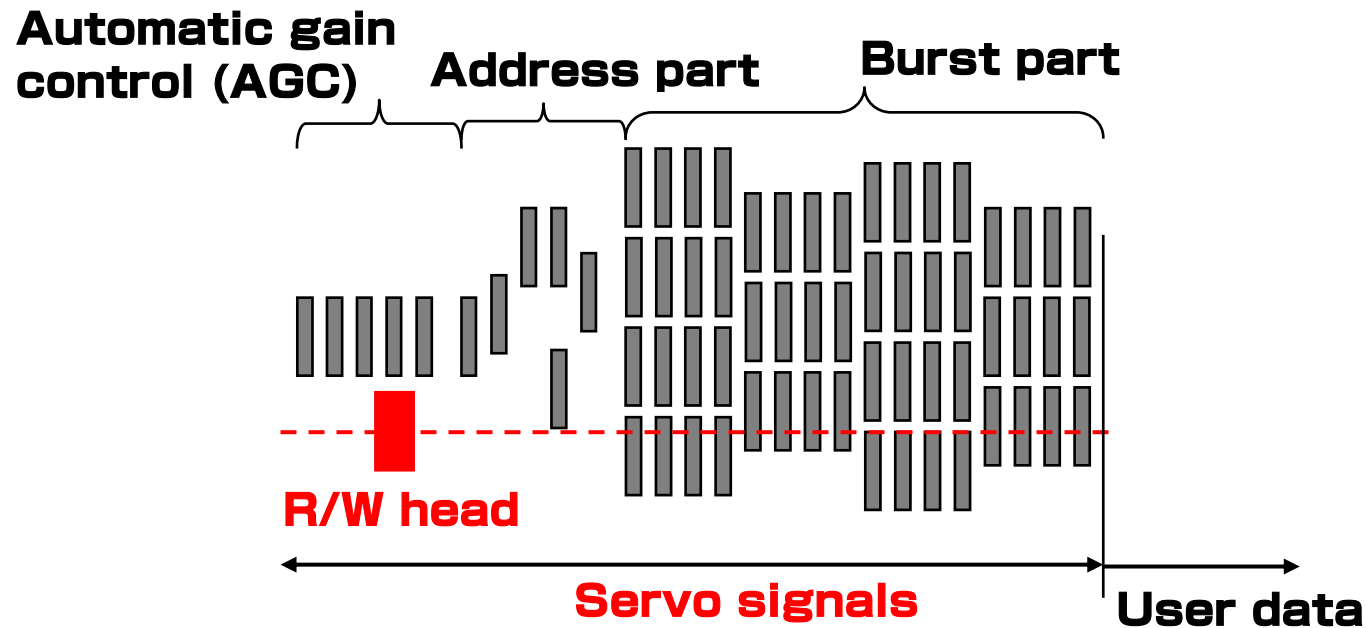 Automatic gain
control (AGC)
Address part
Burst part
R/W head
Servo signals
User data